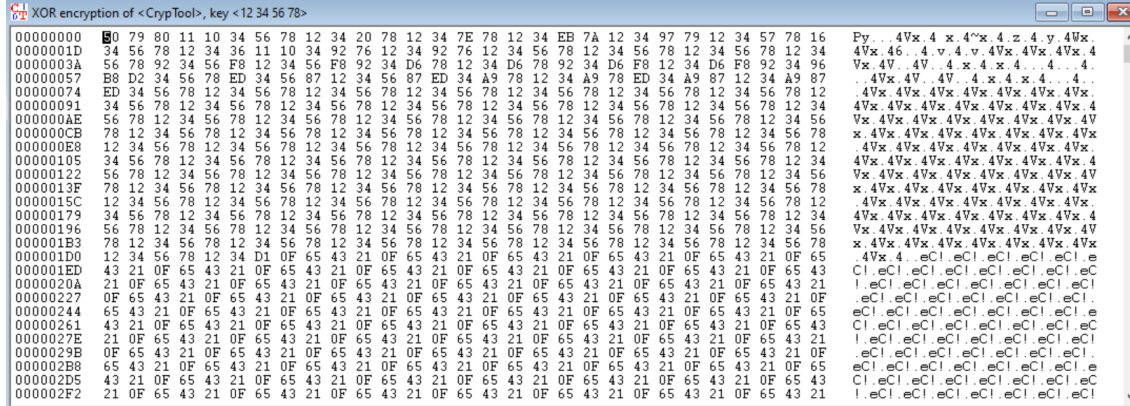 XOR encryption of <CrypTool>, key <12 34 56 78>
00000000 50 79 80 11 10 34 56 78 12 34 20 78 12 34 7E 78 12 34 EB 7A 12 34 97 79 12 34 57 78 16 Py...4Vx.4 x.4~x.4.z.4.y.4Wx.
0000001D 34 56 78 12 34 36 11 10 34 92 76 12 34 92 76 12 34 56 78 12 34 56 78 12 34 56 78 12 34 4Vx.46..4.v.4.v.4Vx.4Vx.4Vx.4
0000003A 56 78 92 34 56 F8 12 34 56 F8 92 34 D6 78 12 34 D6 78 92 34 D6 F8 12 34 D6 F8 92 34 96 Vx.4V..4V..4.x.4.x.4...4...4.
00000057 B8 D2 34 56 78 ED 34 56 87 12 34 56 87 ED 34 A9 78 12 34 A9 78 ED 34 A9 87 12 34 A9 87 ..4Vx.4V..4V..4.x.4.x.4...4..
00000074 ED 34 56 78 12 34 56 78 12 34 56 78 12 34 56 78 12 34 56 78 12 34 56 78 12 34 56 78 12 .4Vx.4Vx.4Vx.4Vx.4Vx.4Vx.4Vx.
00000091 34 56 78 12 34 56 78 12 34 56 78 12 34 56 78 12 34 56 78 12 34 56 78 12 34 56 78 12 34 4Vx.4Vx.4Vx.4Vx.4Vx.4Vx.4Vx.4
000000AE 56 78 12 34 56 78 12 34 56 78 12 34 56 78 12 34 56 78 12 34 56 78 12 34 56 78 12 34 56 Vx.4Vx.4Vx.4Vx.4Vx.4Vx.4Vx.4V
000000CB 78 12 34 56 78 12 34 56 78 12 34 56 78 12 34 56 78 12 34 56 78 12 34 56 78 12 34 56 78 x.4Vx.4Vx.4Vx.4Vx.4Vx.4Vx.4Vx
000000E8 12 34 56 78 12 34 56 78 12 34 56 78 12 34 56 78 12 34 56 78 12 34 56 78 12 34 56 78 12 .4Vx.4Vx.4Vx.4Vx.4Vx.4Vx.4Vx.
00000105 34 56 78 12 34 56 78 12 34 56 78 12 34 56 78 12 34 56 78 12 34 56 78 12 34 56 78 12 34 4Vx.4Vx.4Vx.4Vx.4Vx.4Vx.4Vx.4
00000122 56 78 12 34 56 78 12 34 56 78 12 34 56 78 12 34 56 78 12 34 56 78 12 34 56 78 12 34 56 Vx.4Vx.4Vx.4Vx.4Vx.4Vx.4Vx.4V
0000013F 78 12 34 56 78 12 34 56 78 12 34 56 78 12 34 56 78 12 34 56 78 12 34 56 78 12 34 56 78 x.4Vx.4Vx.4Vx.4Vx.4Vx.4Vx.4Vx
0000015C 12 34 56 78 12 34 56 78 12 34 56 78 12 34 56 78 12 34 56 78 12 34 56 78 12 34 56 78 12 .4Vx.4Vx.4Vx.4Vx.4Vx.4Vx.4Vx.
00000179 34 56 78 12 34 56 78 12 34 56 78 12 34 56 78 12 34 56 78 12 34 56 78 12 34 56 78 12 34 4Vx.4Vx.4Vx.4Vx.4Vx.4Vx.4Vx.4
00000196 56 78 12 34 56 78 12 34 56 78 12 34 56 78 12 34 56 78 12 34 56 78 12 34 56 78 12 34 56 Vx.4Vx.4Vx.4Vx.4Vx.4Vx.4Vx.4V
000001B3 78 12 34 56 78 12 34 56 78 12 34 56 78 12 34 56 78 12 34 56 78 12 34 56 78 12 34 56 78 x.4Vx.4Vx.4Vx.4Vx.4Vx.4Vx.4Vx
000001D0 12 34 56 78 12 34 D1 0F 65 43 21 0F 65 43 21 0F 65 43 21 0F 65 43 21 0F 65 43 21 0F 65 .4Vx.4..eC!.eC!.eC!.eC!.eC!.e
000001ED 43 21 0F 65 43 21 0F 65 43 21 0F 65 43 21 0F 65 43 21 0F 65 43 21 0F 65 43 21 0F 65 43 C!.eC!.eC!.eC!.eC!.eC!.eC!.eC
0000020A 21 0F 65 43 21 0F 65 43 21 0F 65 43 21 0F 65 43 21 0F 65 43 21 0F 65 43 21 0F 65 43 21 !.eC!.eC!.eC!.eC!.eC!.eC!.eC!
00000227 0F 65 43 21 0F 65 43 21 0F 65 43 21 0F 65 43 21 0F 65 43 21 0F 65 43 21 0F 65 43 21 0F .eC!.eC!.eC!.eC!.eC!.eC!.eC!.
00000244 65 43 21 0F 65 43 21 0F 65 43 21 0F 65 43 21 0F 65 43 21 0F 65 43 21 0F 65 43 21 0F 65 eC!.eC!.eC!.eC!.eC!.eC!.eC!.e
00000261 43 21 0F 65 43 21 0F 65 43 21 0F 65 43 21 0F 65 43 21 0F 65 43 21 0F 65 43 21 0F 65 43 C!.eC!.eC!.eC!.eC!.eC!.eC!.eC
0000027E 21 0F 65 43 21 0F 65 43 21 0F 65 43 21 0F 65 43 21 0F 65 43 21 0F 65 43 21 0F 65 43 21 !.eC!.eC!.eC!.eC!.eC!.eC!.eC!
0000029B 0F 65 43 21 0F 65 43 21 0F 65 43 21 0F 65 43 21 0F 65 43 21 0F 65 43 21 0F 65 43 21 0F .eC!.eC!.eC!.eC!.eC!.eC!.eC!.
000002B8 65 43 21 0F 65 43 21 0F 65 43 21 0F 65 43 21 0F 65 43 21 0F 65 43 21 0F 65 43 21 0F 65 eC!.eC!.eC!.eC!.eC!.eC!.eC!.e
000002D5 43 21 0F 65 43 21 0F 65 43 21 0F 65 43 21 0F 65 43 21 0F 65 43 21 0F 65 43 21 0F 65 43 C!.eC!.eC!.eC!.eC!.eC!.eC!.eC
000002F2 21 0F 65 43 21 0F 65 43 21 0F 65 43 21 0F 65 43 21 0F 65 43 21 0F 65 43 21 0F 65 43 21 !.eC!.eC!.eC!.eC!.eC!.eC!.eC!